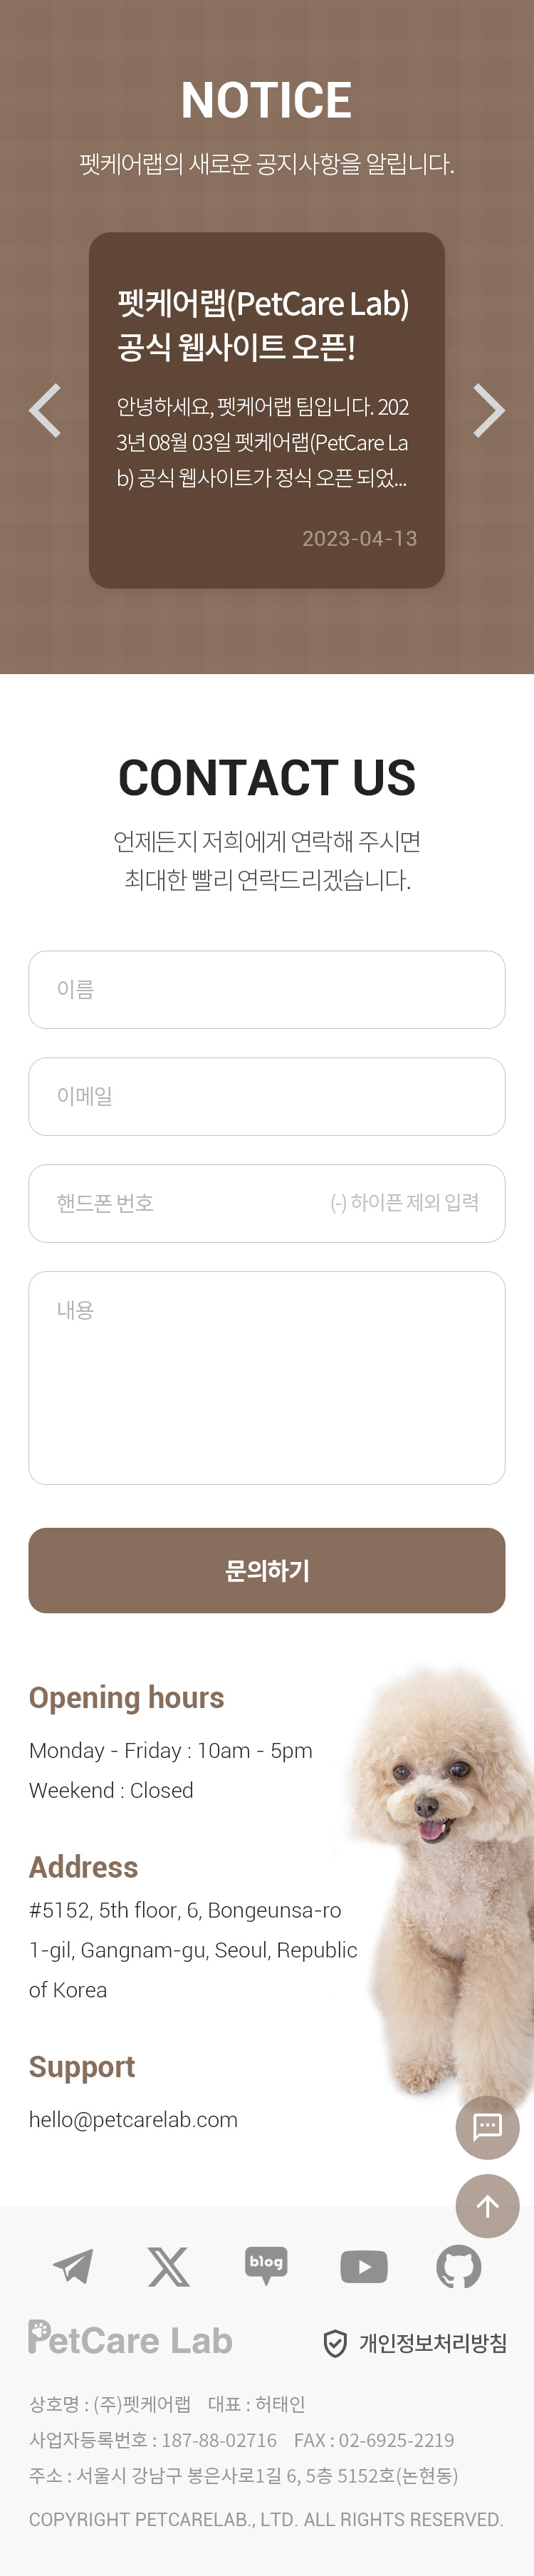 NOTICE
펫케어랩의 새로운 공지사항을 알립니다.
펫케어랩(PetCare Lab)
공식 웹사이트 오픈!
안녕하세요, 펫케어랩 팀입니다. 202
3년 08월 03일 펫케어랩(PetCare La
b) 공식 웹사이트가 정식 오픈 되었...
2023-04-13
CONTACT US
언제든지 저희에게 연락해 주시면
최대한 빨리 연락드리겠습니다.
이름
이메일
핸드폰 번호 (-) 하이픈 제외 입력
내용
문의하기
Opening hours
Monday - Friday : 10am - 5pm
Weekend : Closed
Address
#5152, 5th floor, 6, Bongeunsa-ro
1-gil, Gangnam-gu, Seoul, Republic
of Korea
Support
hello@petcarelab.com
blog
PetCare Lab 개인정보처리방침
상호명 : (주)펫케어랩 대표 : 허태인
사업자등록번호 : 187-88-02716 FAX : 02-6925-2219
주소 : 서울시 강남구 봉은사로1길 6, 5층 5152호(논현동)
COPYRIGHT PETCARELAB., LTD. ALL RIGHTS RESERVED.